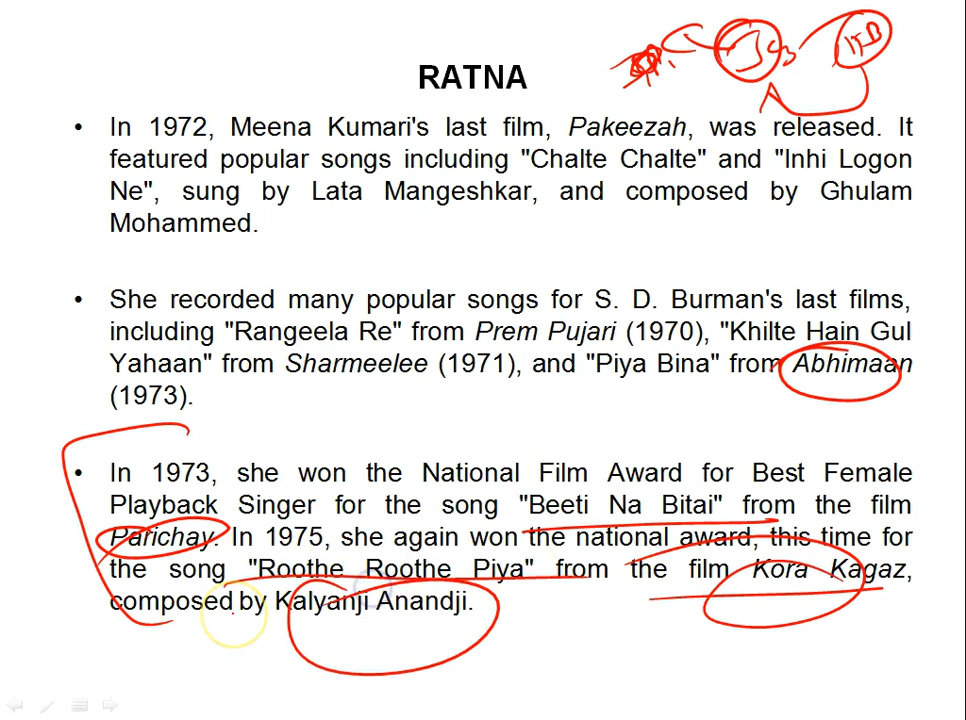 RATNA
• In 1972, Meena Kumari's last film, Pakeezah, was released. It
featured popular songs including "Chalte Chalte" and "Inhi Logon
Ne", sung by Lata Mangeshkar, and composed by Ghulam
Mohammed.
• She recorded many popular songs for S. D. Burman's last films,
including "Rangeela Re" from Prem Pujari (1970), "Khilte Hain Gul
Yahaan" from Sharmeelee (1971), and "Piya Bina" from Abhimaan
(1973).
• In 1973, she won the National Film Award for Best Female
Playback Singer for the song "Beeti Na Bitai" from the film
Parichay. In 1975, she again won the national award, this time for
the song "Roothe Roothe Piya" from the film Kora Kagaz,
composed by Kalyanji Anandji.